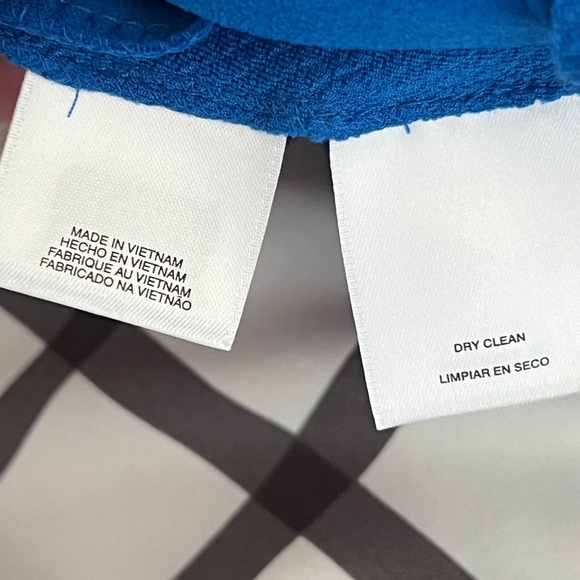 MADE IN VIETNAM
HECHO EN VIETNAM
FABRIQUE AU VIETNAM
FABRICADO NA VIETNÃO
DRY CLEAN
LIMPIAR EN SECO